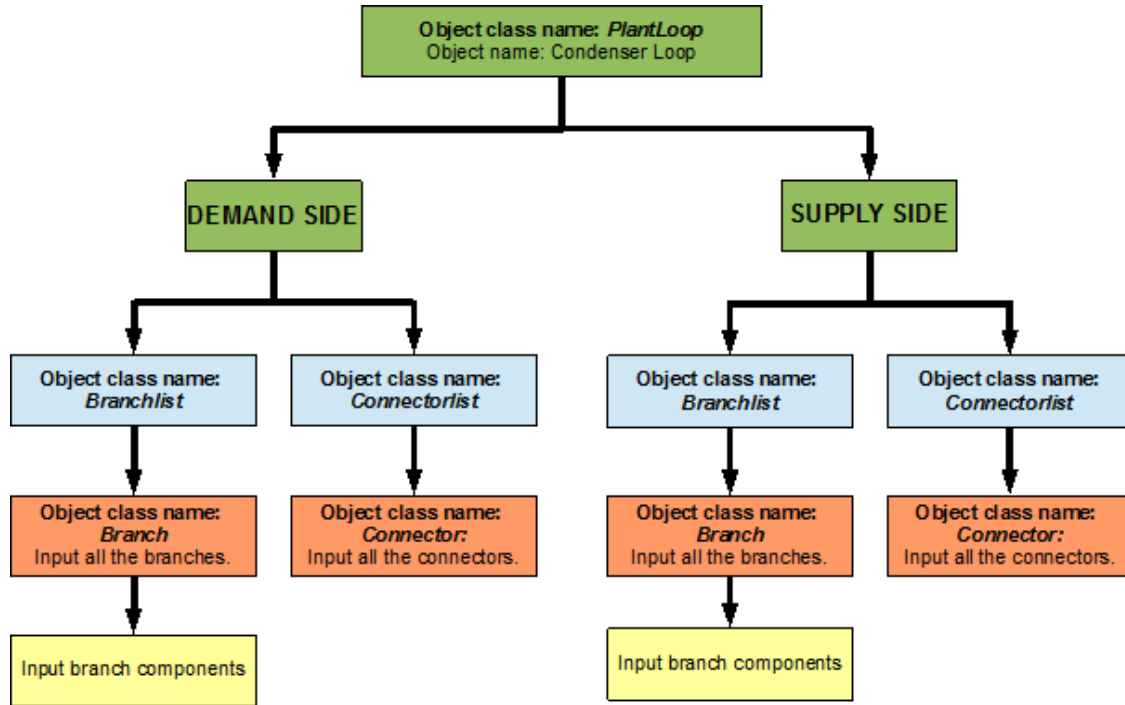 Object class name: PlantLoop
Object name: Condenser Loop
DEMAND SIDE
SUPPLY SIDE
Object class name:
Branchlist
Object class name:
Connectorlist
Object class name:
Branchlist
Object class name:
Connectorlist
Object class name:
Branch
Input all the branches.
Object class name:
Connector:
Input all the connectors.
Object class name:
Branch
Input all the branches.
Object class name:
Connector:
Input all the connectors.
Input branch components
Input branch components